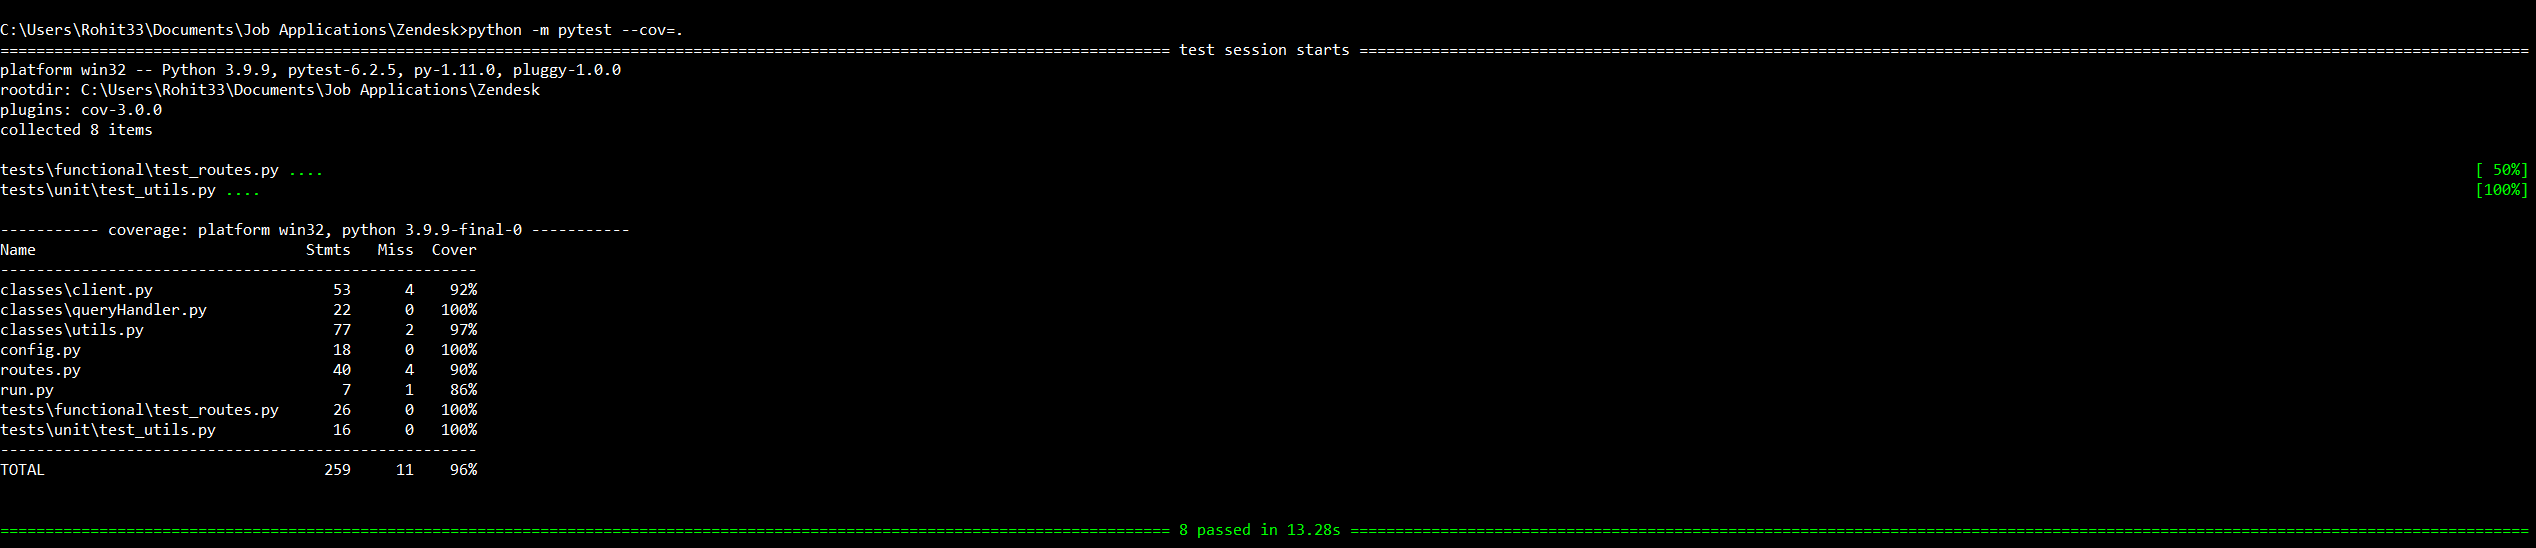 C:\Users\Rohit33\Documents\Job Applications\Zendesk>python -m pytest --cov=.
================================ test session starts ================================
platform win32 -- Python 3.9.9, pytest-6.2.5, py-1.11.0, pluggy-1.0.0
rootdir: C:\Users\Rohit33\Documents\Job Applications\Zendesk
plugins: cov-3.0.0
collected 8 items
tests\functional\test_routes.py .... [ 50%]
tests\unit\test_utils.py .... [100%]
----------- coverage: platform win32, python 3.9.9-final-0 -----------
Name Stmts Miss Cover
-----------------------------------------------------
classes\client.py 53 4 92%
classes\queryHandler.py 22 0 100%
classes\utils.py 77 2 97%
config.py 18 0 100%
routes.py 40 4 90%
run.py 7 1 86%
tests\functional\test_routes.py 26 0 100%
tests\unit\test_utils.py 16 0 100%
-----------------------------------------------------
TOTAL 259 11 96%
================================ 8 passed in 13.28s ================================